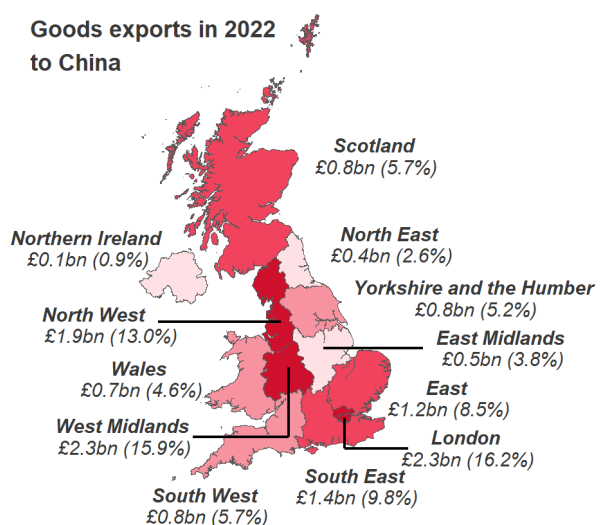 Goods exports in 2022
to China
Scotland
£0.8bn (5.7%)
Northern Ireland
£0.1bn (0.9%)
North East
£0.4bn (2.6%)
Yorkshire and the Humber
£0.8bn (5.2%)
North West
£1.9bn (13.0%)
East Midlands
£0.5bn (3.8%)
Wales
£0.7bn (4.6%)
East
£1.2bn (8.5%)
West Midlands
£2.3bn (15.9%)
London
£2.3bn (16.2%)
South East
£1.4bn (9.8%)
South West
£0.8bn (5.7%)